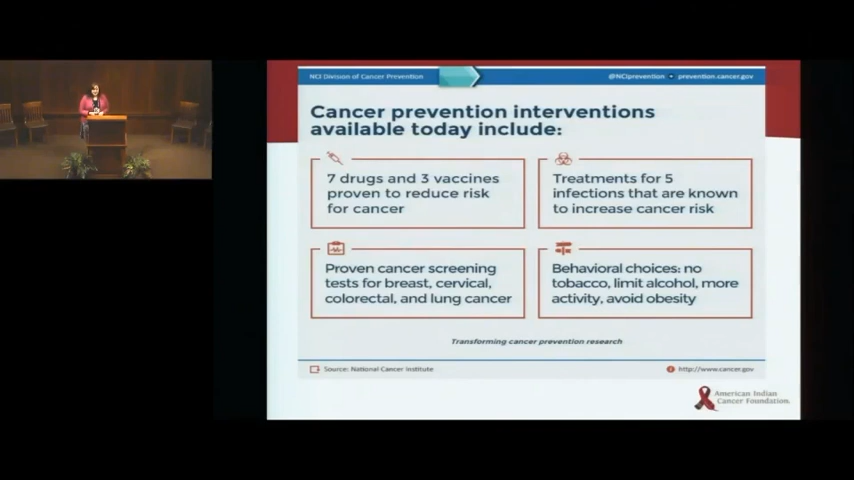 NCI Division of Cancer Prevention
@NCIprevention • prevention.cancer.gov
Cancer prevention interventions
available today include:
7 drugs and 3 vaccines
proven to reduce risk
for cancer
Treatments for 5
infections that are known
to increase cancer risk
Proven cancer screening
tests for breast, cervical,
colorectal, and lung cancer
Behavioral choices: no
tobacco, limit alcohol, more
activity, avoid obesity
Transforming cancer prevention research
Source: National Cancer Institute
http://www.cancer.gov
American Indian
Cancer Foundation.